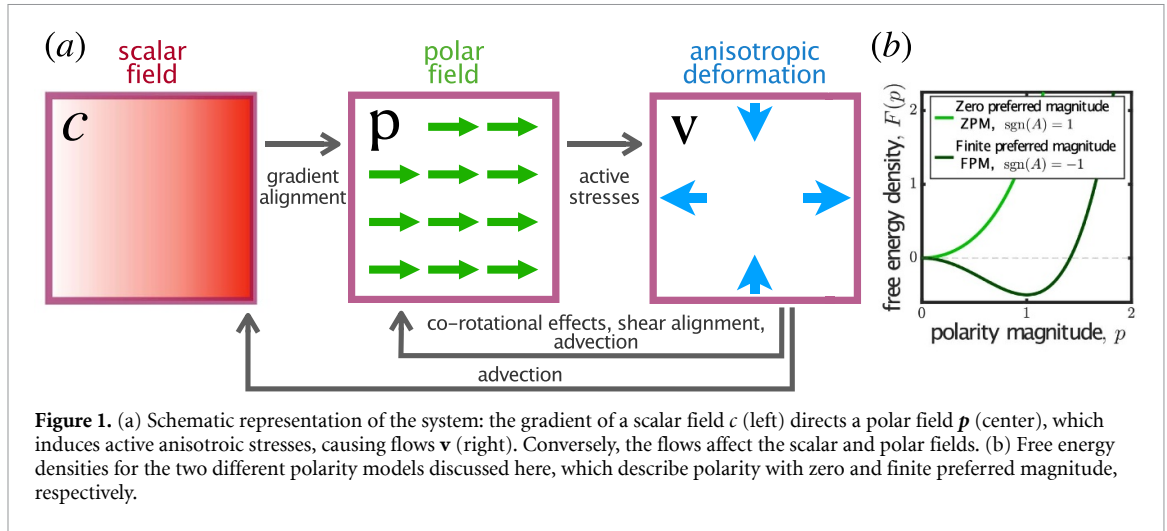 (a)
scalar
field
polar
field
anisotropic
deformation
c
p
v
gradient
alignment
active
stresses
co-rotational effects, shear alignment,
advection
advection
(b)
free energy
density, F(p)
2
1
0
1
2
polarity magnitude, p
Zero preferred magnitude
ZPM, sgn(A) = 1
Finite preferred magnitude
FPM, sgn(A) = −1
Figure 1. (a) Schematic representation of the system: the gradient of a scalar field c (left) directs a polar field p (center), which
induces active anisotroic stresses, causing flows v (right). Conversely, the flows affect the scalar and polar fields. (b) Free energy
densities for the two different polarity models discussed here, which describe polarity with zero and finite preferred magnitude,
respectively.